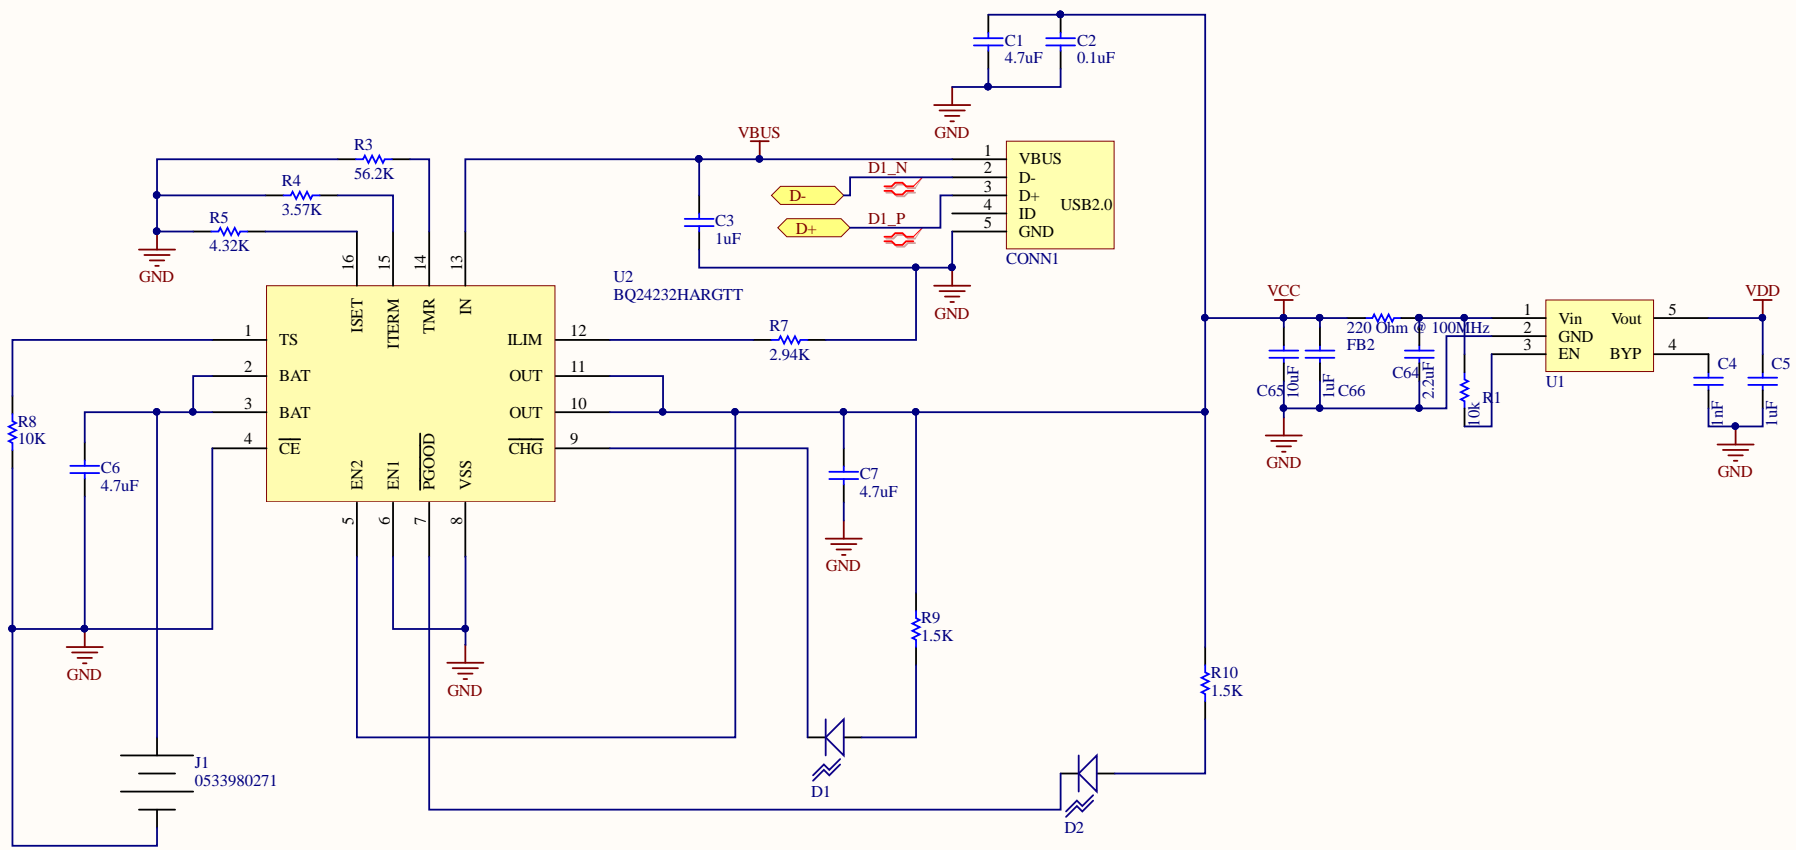 C1
4.7uF
C2
0.1uF
GND
VBUS
R3
56.2K
R4
3.57K
R5
4.32K
GND
D1_N
D-
D1_P
D+
1
2
3
4
5
VBUS
D-
D+
ID
GND
USB2.0
CONN1
GND
C3
1uF
16
15
14
13
U2
BQ24232HARGTT
ISET
ITERM
TMR
IN
1
TS
2
BAT
3
BAT
4
CE
ILIM
12
OUT
11
OUT
10
CHG
9
EN2
EN1
PGOOD
VSS
5
6
7
8
R7
2.94K
R8
10K
C6
4.7uF
GND
GND
C7
4.7uF
GND
R9
1.5K
R10
1.5K
J1
0533980271
D1
D2
VCC
220 Ohm @ 100MHz
FB2
C65
10uF
1uF
C66
C64
2.2uF
R1
10k
GND
1
2
3
Vin
GND
EN
Vout
BYP
5
4
U1
VDD
C4
1nF
C5
1uF
GND